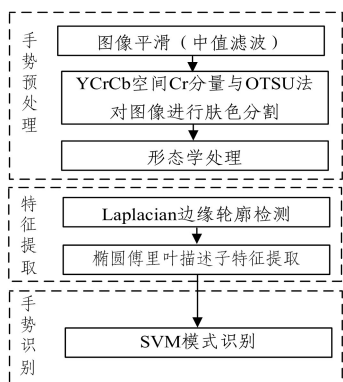 手势预处理
图像平滑（中值滤波）
YCrCb空间Cr分量与OTSU法
对图像进行肤色分割
形态学处理
特征提取
Laplacian边缘轮廓检测
椭圆傅里叶描述子特征提取
手势识别
SVM模式识别